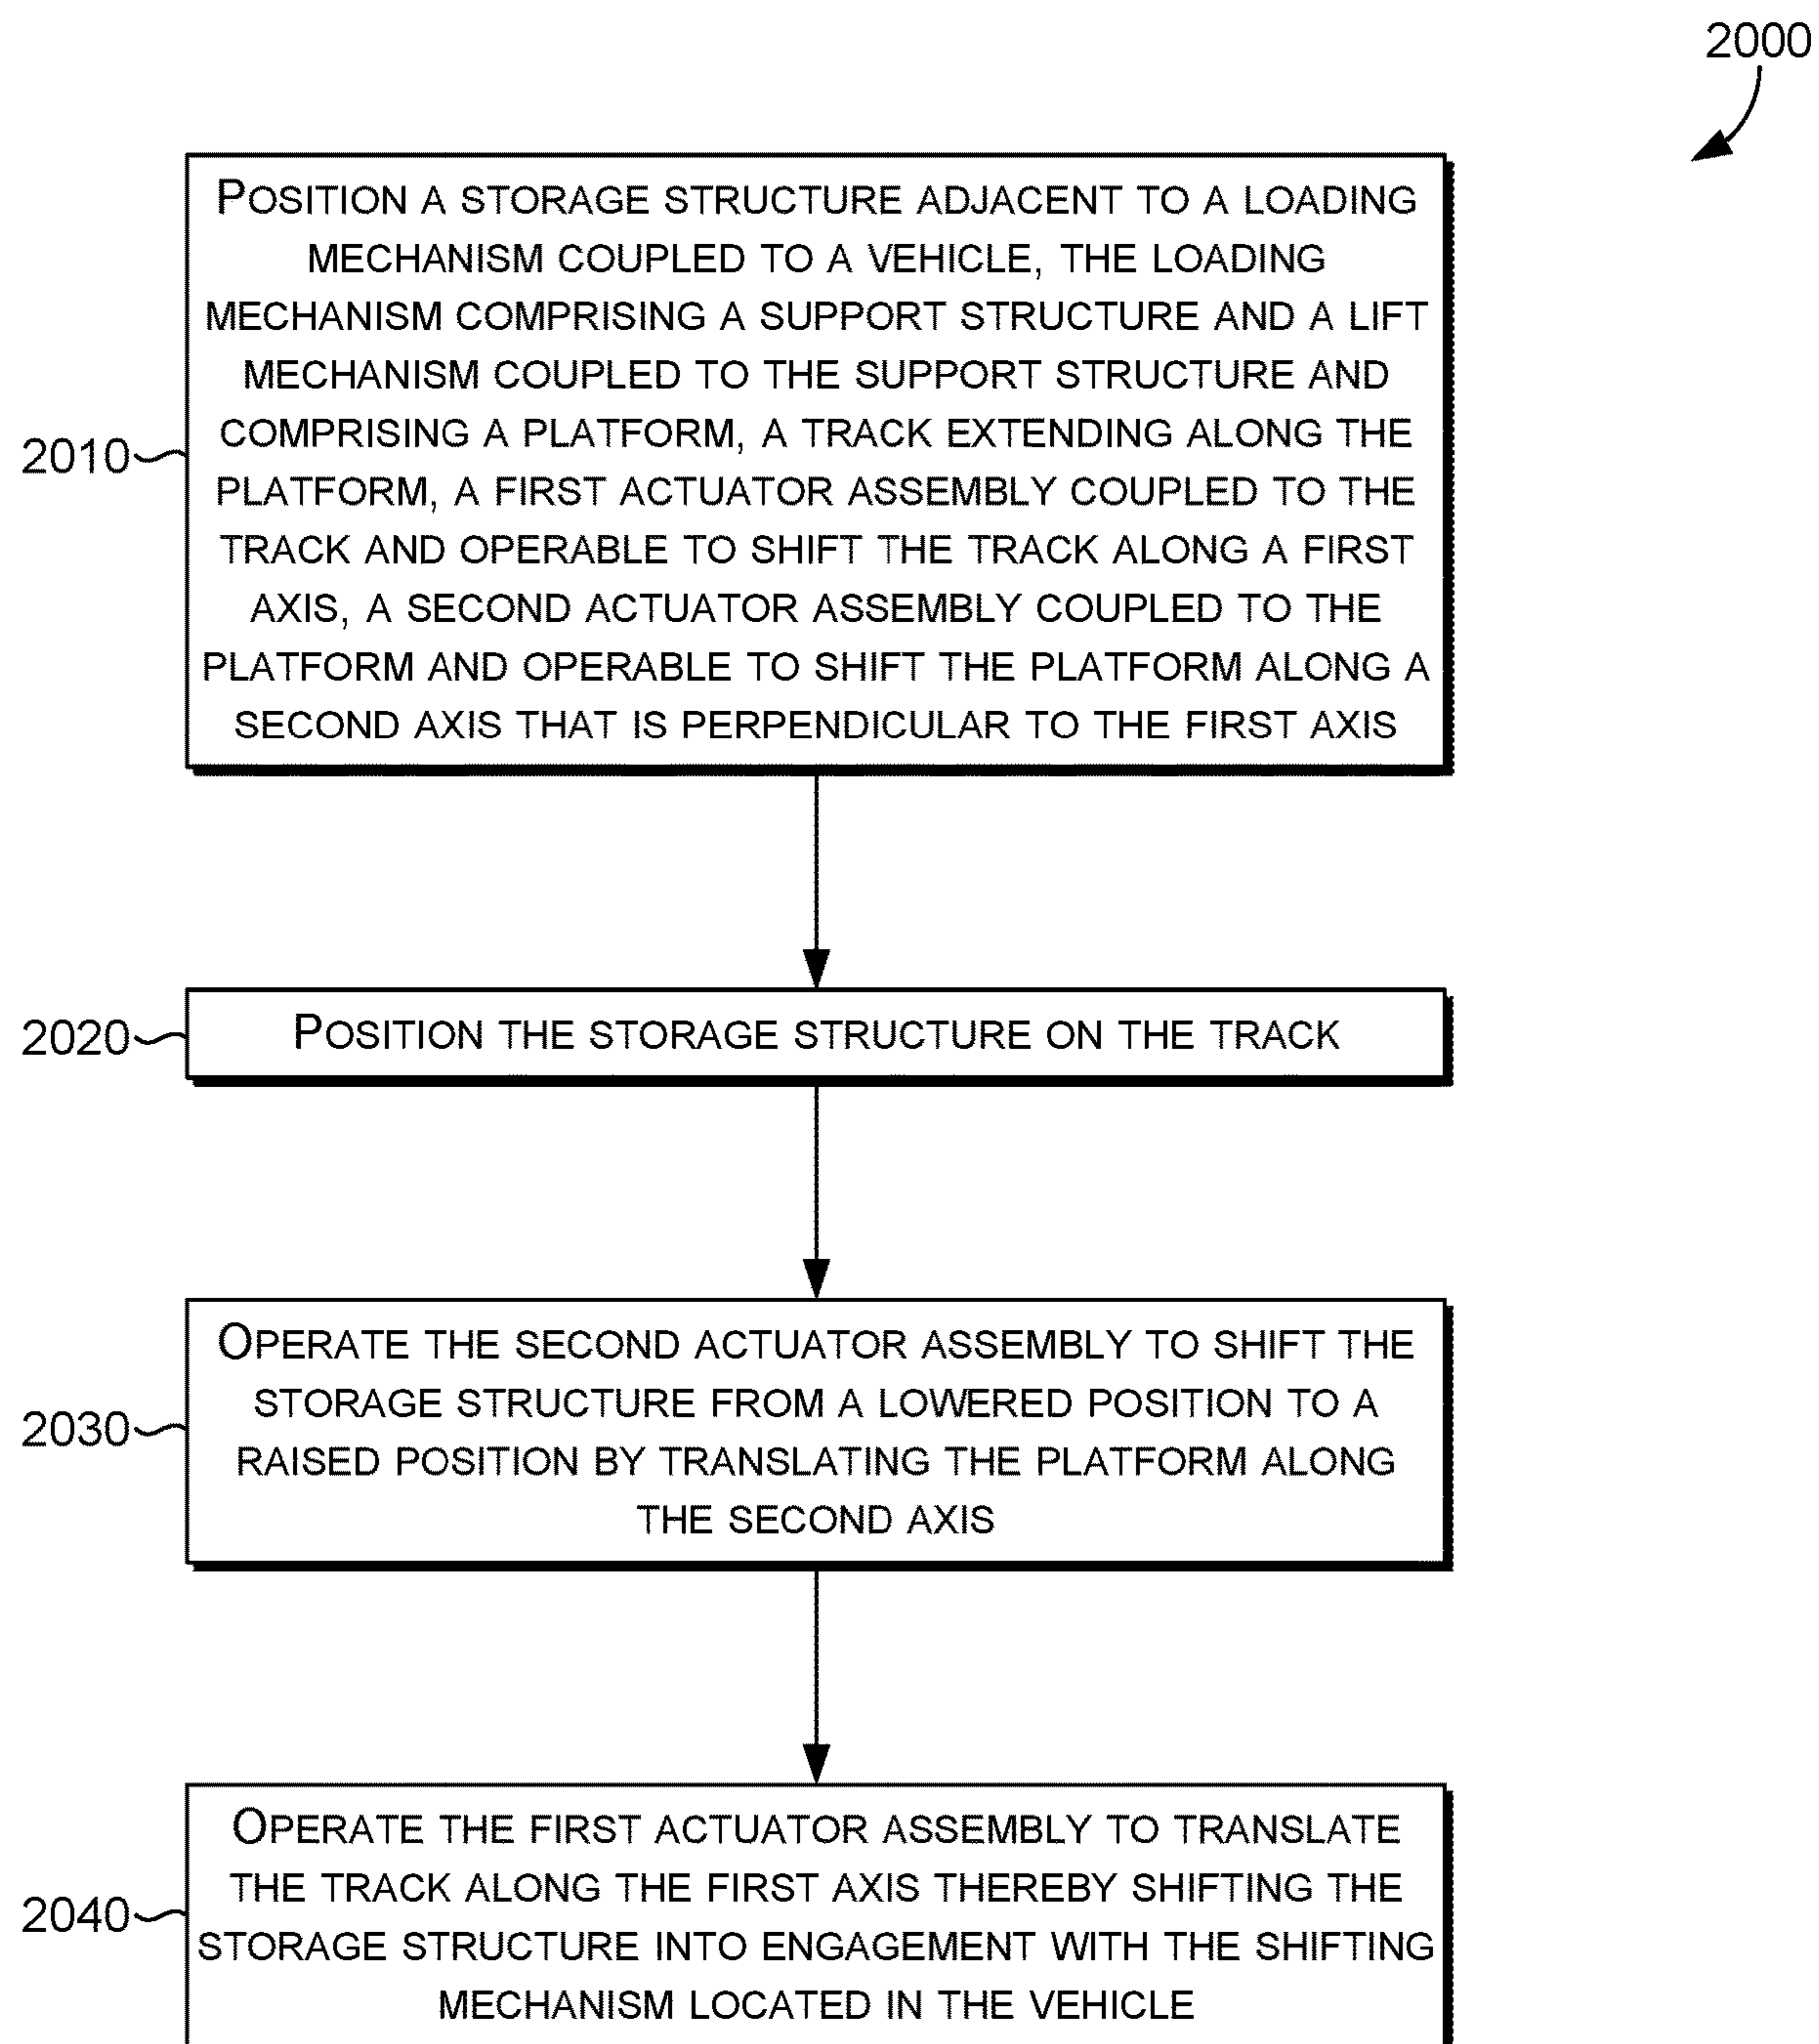 2000
POSITION A STORAGE STRUCTURE ADJACENT TO A LOADING
MECHANISM COUPLED TO A VEHICLE, THE LOADING
MECHANISM COMPRISING A SUPPORT STRUCTURE AND A LIFT
MECHANISM COUPLED TO THE SUPPORT STRUCTURE AND
COMPRISING A PLATFORM, A TRACK EXTENDING ALONG THE
2010
PLATFORM, A FIRST ACTUATOR ASSEMBLY COUPLED TO THE
TRACK AND OPERABLE TO SHIFT THE TRACK ALONG A FIRST
AXIS, A SECOND ACTUATOR ASSEMBLY COUPLED TO THE
PLATFORM AND OPERABLE TO SHIFT THE PLATFORM ALONG A
SECOND AXIS THAT IS PERPENDICULAR TO THE FIRST AXIS
2020
POSITION THE STORAGE STRUCTURE ON THE TRACK
OPERATE THE SECOND ACTUATOR ASSEMBLY TO SHIFT THE
STORAGE STRUCTURE FROM A LOWERED POSITION TO A
2030
RAISED POSITION BY TRANSLATING THE PLATFORM ALONG
THE SECOND AXIS
OPERATE THE FIRST ACTUATOR ASSEMBLY TO TRANSLATE
THE TRACK ALONG THE FIRST AXIS THEREBY SHIFTING THE
2040
STORAGE STRUCTURE INTO ENGAGEMENT WITH THE SHIFTING
MECHANISM LOCATED IN THE VEHICLE